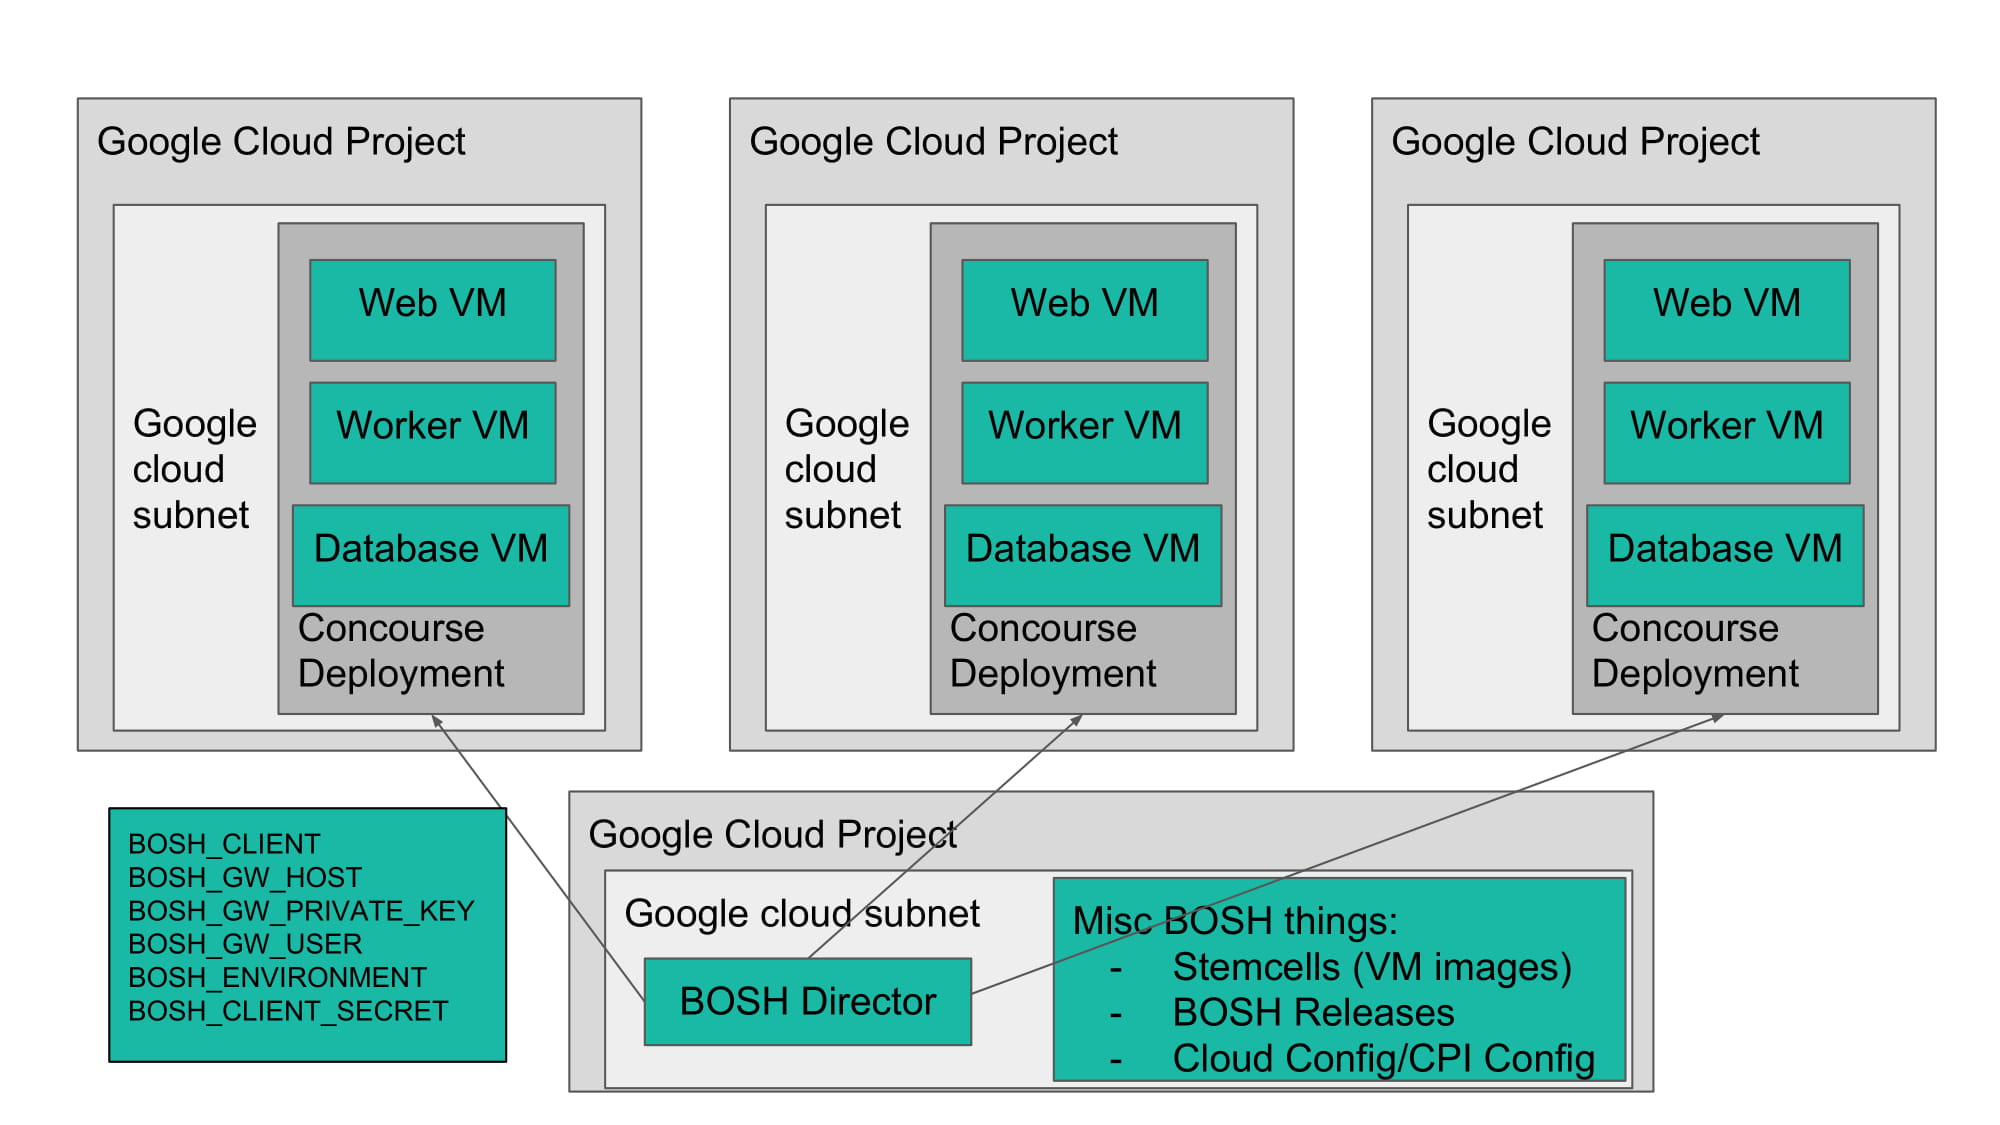 Google Cloud Project
Web VM
Worker VM
Google
cloud
subnet
Database VM
Concourse
Deployment
Google Cloud Project
Web VM
Worker VM
Google
cloud
subnet
Database VM
Concourse
Deployment
Google Cloud Project
Web VM
Worker VM
Google
cloud
subnet
Database VM
Concourse
Deployment
BOSH_CLIENT
BOSH_GW_HOST
BOSH_GW_PRIVATE_KEY
BOSH_GW_USER
BOSH_ENVIRONMENT
BOSH_CLIENT_SECRET
Google Cloud Project
Google cloud subnet
BOSH Director
Misc BOSH things:
- Stemcells (VM images)
- BOSH Releases
- Cloud Config/CPI Config